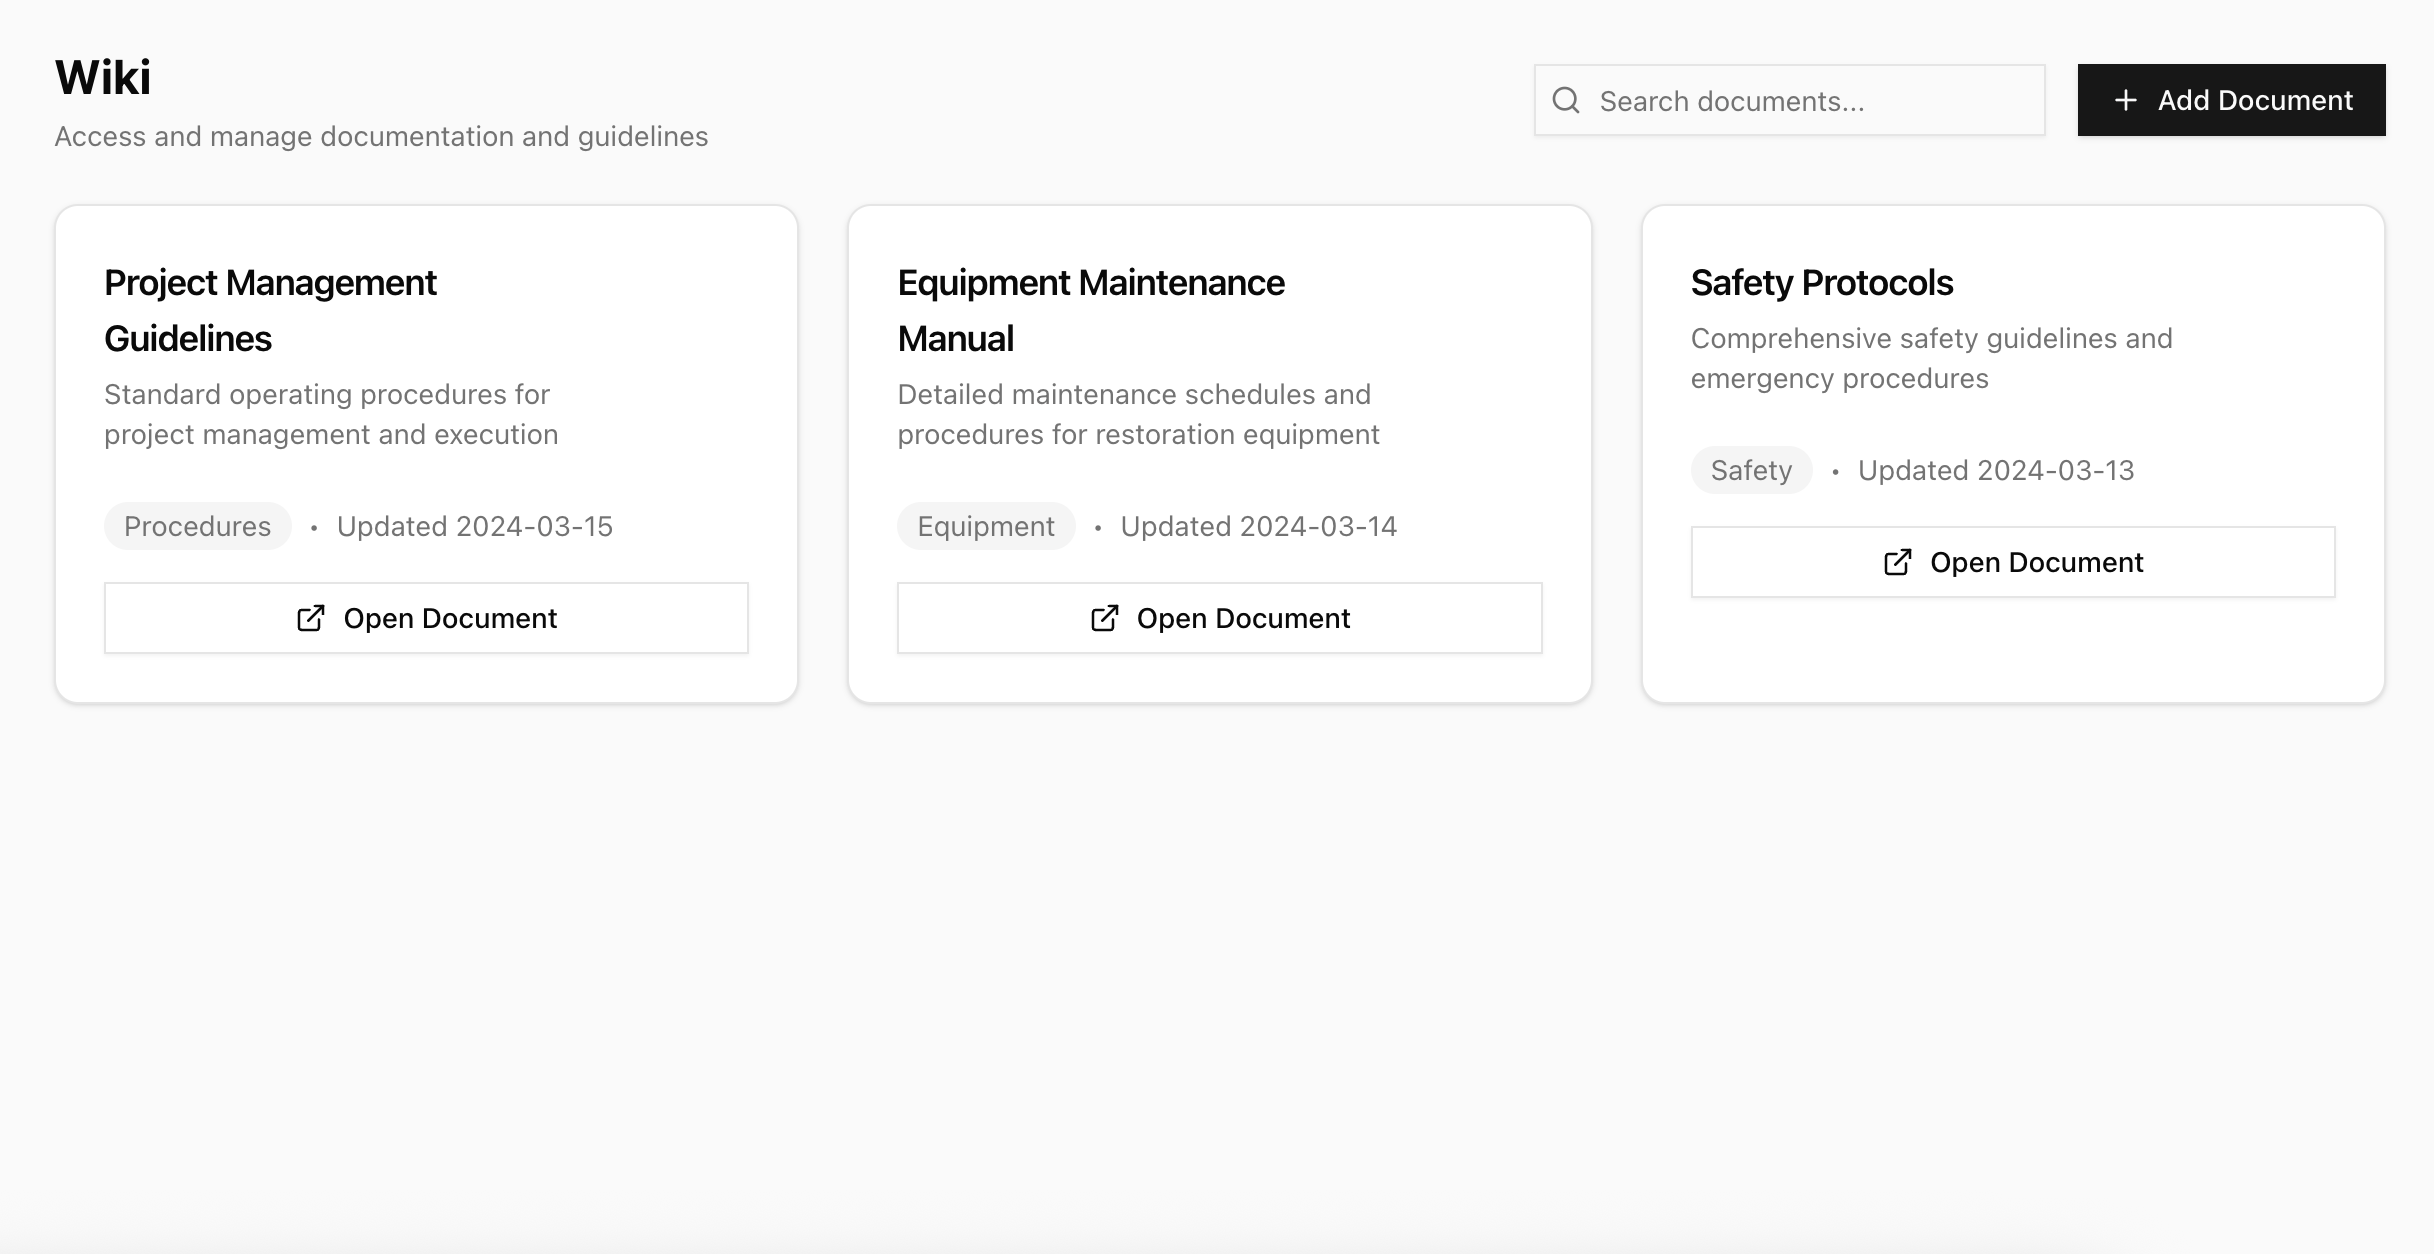 Wiki
Access and manage documentation and guidelines
Search documents...
Add Document
Project Management
Guidelines
Standard operating procedures for
project management and execution
Procedures • Updated 2024-03-15
Open Document
Equipment Maintenance
Manual
Detailed maintenance schedules and
procedures for restoration equipment
Equipment • Updated 2024-03-14
Open Document
Safety Protocols
Comprehensive safety guidelines and
emergency procedures
Safety • Updated 2024-03-13
Open Document